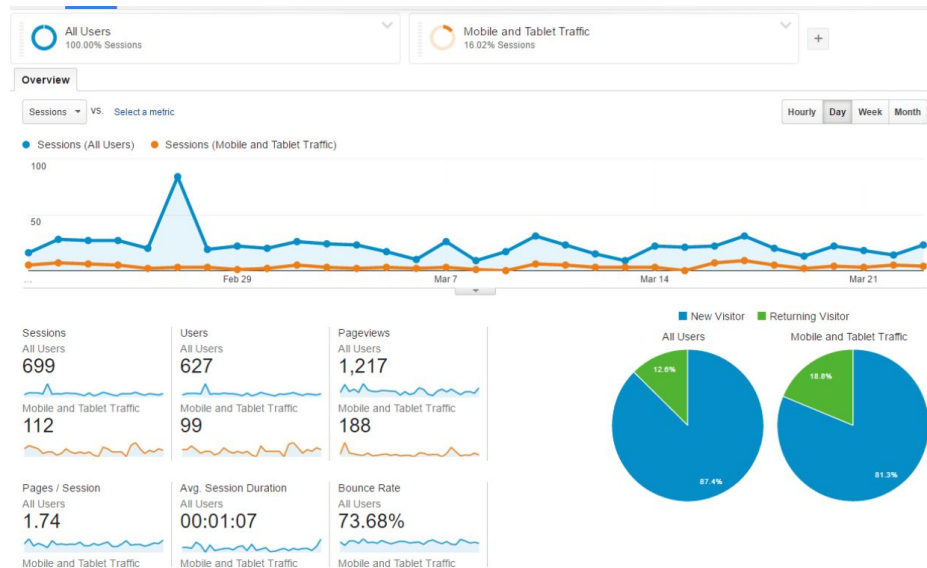 All Users
100.00% Sessions
Mobile and Tablet Traffic
16.02% Sessions
+
Overview
Sessions VS. Select a metric
Hourly Day Week Month
Sessions (All Users) Sessions (Mobile and Tablet Traffic)
100
50
... Feb 29 Mar 7 Mar 14 Mar 21
New Visitor Returning Visitor
All Users Mobile and Tablet Traffic
12.6% 18.8%
87.4% 81.3%
Sessions Users Pageviews
All Users All Users All Users
699 627 1,217
Mobile and Tablet Traffic Mobile and Tablet Traffic Mobile and Tablet Traffic
112 99 188
Pages / Session Avg. Session Duration Bounce Rate
All Users All Users All Users
1.74 00:01:07 73.68%
Mobile and Tablet Traffic Mobile and Tablet Traffic Mobile and Tablet Traffic